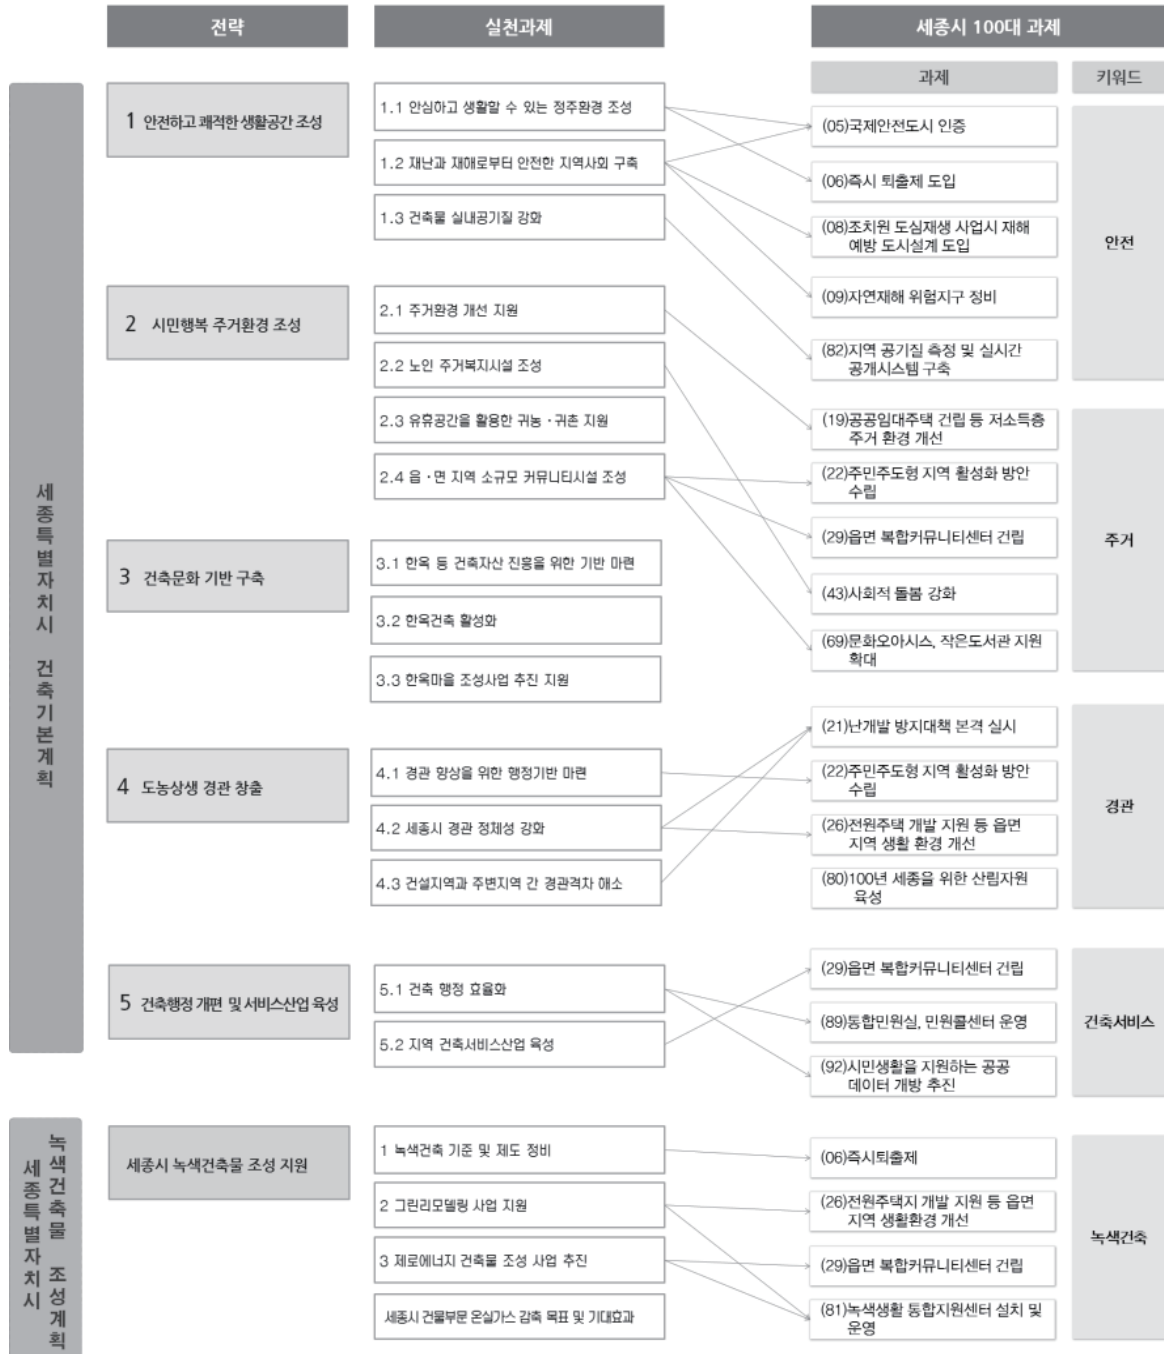 전략
실천과제
세종시 100대 과제
과제
키워드
세종특별자치시 건축기본계획
1 안전하고 쾌적한 생활공간 조성
1.1 안심하고 생활할 수 있는 정주환경 조성
1.2 재난과 재해로부터 안전한 지역사회 구축
1.3 건축물 실내공기질 강화
(05)국제안전도시 인증
(06)즉시 퇴출제 도입
(08)조치원 도심재생 사업시 재해
예방 도시설계 도입
(09)자연재해 위험지구 정비
(82)지역 공기질 측정 및 실시간
공개시스템 구축
안전
2 시민행복 주거환경 조성
2.1 주거환경 개선 지원
2.2 노인 주거복지시설 조성
2.3 유휴공간을 활용한 귀농·귀촌 지원
2.4 읍·면 지역 소규모 커뮤니티시설 조성
(19)공공임대주택 건립 등 저소득층
주거 환경 개선
(22)주민주도형 지역 활성화 방안
수립
(29)읍면 복합커뮤니티센터 건립
(43)사회적 돌봄 강화
(69)문화오아시스, 작은도서관 지원
확대
주거
3 건축문화 기반 구축
3.1 한옥 등 건축자산 진흥을 위한 기반 마련
3.2 한옥건축 활성화
3.3 한옥마을 조성사업 추진 지원
4 도농상생 경관 창출
4.1 경관 향상을 위한 행정기반 마련
4.2 세종시 경관 정체성 강화
4.3 건설지역과 주변지역 간 경관격차 해소
(21)난개발 방지대책 본격 실시
(22)주민주도형 지역 활성화 방안
수립
(26)전원주택 개발 지원 등 읍면
지역 생활 환경 개선
(80)100년 세종을 위한 산림자원
육성
경관
5 건축행정 개편 및 서비스산업 육성
5.1 건축 행정 효율화
5.2 지역 건축서비스산업 육성
(29)읍면 복합커뮤니티센터 건립
(89)통합민원실, 민원콜센터 운영
(92)시민생활을 지원하는 공공
데이터 개방 추진
건축서비스
세종특별자치시
녹색건축물 조성계획
세종시 녹색건축물 조성 지원
1 녹색건축 기준 및 제도 정비
2 그린리모델링 사업 지원
3 제로에너지 건축물 조성 사업 추진
세종시 건물부문 온실가스 감축 목표 및 기대효과
(06)즉시퇴출제
(26)전원주택지 개발 지원 등 읍면
지역 생활환경 개선
(29)읍면 복합커뮤니티센터 건립
(81)녹색생활 통합지원센터 설치 및
운영
녹색건축